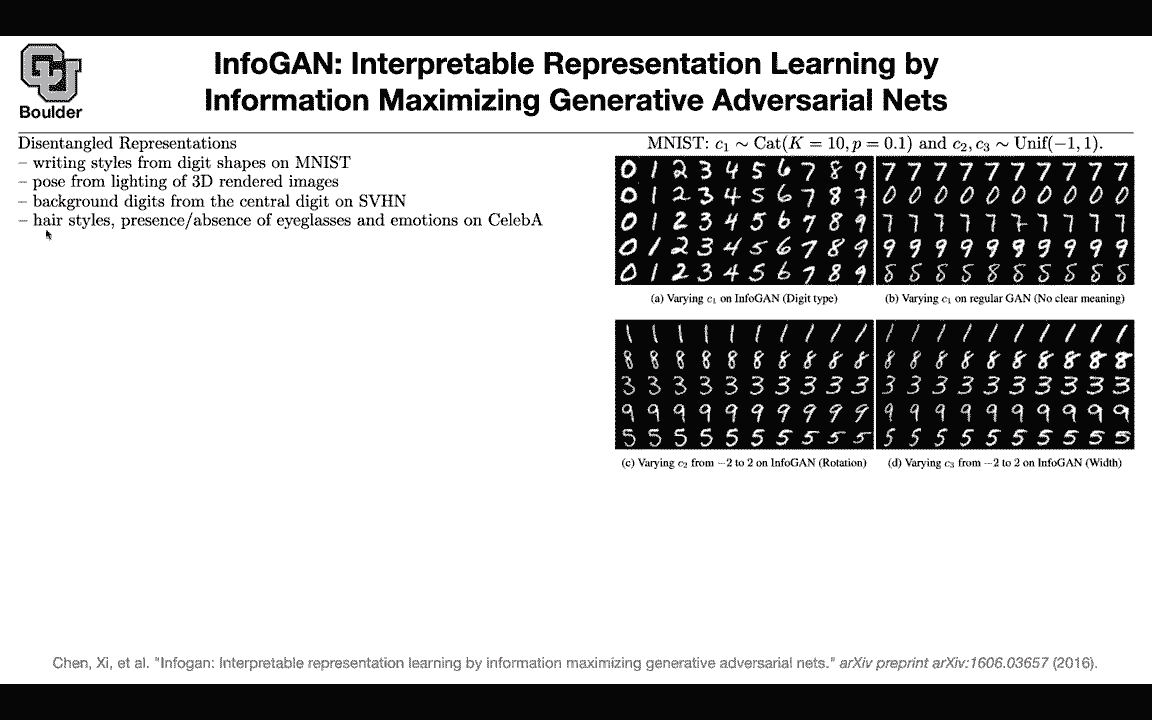 InfoGAN: Interpretable Representation Learning by
Information Maximizing Generative Adversarial Nets
CU
Boulder
Disentangled Representations
– writing styles from digit shapes on MNIST
– pose from lighting of 3D rendered images
– background digits from the central digit on SVHN
– hair styles, presence/absence of eyeglasses and emotions on CelebA
MNIST: c₁ ∼ Cat(K = 10, p = 0.1) and c₂, c₃ ∼ Unif(−1, 1).
0 1 2 3 4 5 6 7 8 9
0 1 2 3 4 5 6 7 8 7
0 1 2 3 4 5 6 7 8 9
0 1 2 3 4 5 6 7 8 9
0 1 2 3 4 5 6 7 8 9
(a) Varying c₁ on InfoGAN (Digit type)
7 7 7 7 7 7 7 7 7 7
0 0 0 0 0 0 0 0 0 0
7 7 7 7 7 7 7 7 7 7
9 9 9 9 9 9 9 9 9 9
8 8 8 8 8 8 8 8 8 8
(b) Varying c₁ on regular GAN (No clear meaning)
1 1 1 1 1 1 1 1 1 1
8 8 8 8 8 8 8 8 8 8
3 3 3 3 3 3 3 3 3 3
9 9 9 9 9 9 9 9 9 9
5 5 5 5 5 5 5 5 5 5
(c) Varying c₂ from −2 to 2 on InfoGAN (Rotation)
1 1 1 1 1 1 1 1 1 1
8 8 8 8 8 8 8 8 8 8
3 3 3 3 3 3 3 3 3 3
9 9 9 9 9 9 9 9 9 9
5 5 5 5 5 5 5 5 5 5
(d) Varying c₃ from −2 to 2 on InfoGAN (Width)
Chen, Xi, et al. "Infogan: Interpretable representation learning by information maximizing generative adversarial nets." arXiv preprint arXiv:1606.03657 (2016).